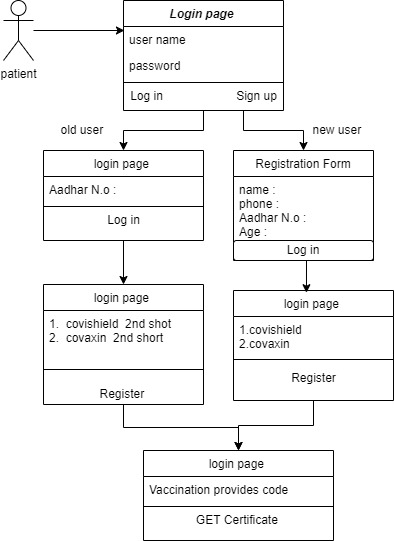 Login page
user name
password
Log in Sign up
patient
old user
new user
login page
Aadhar N.o :
Log in
Registration Form
name :
phone :
Aadhar N.o :
Age :
Log in
login page
1. covishield 2nd shot
2. covaxin 2nd short
Register
login page
1.covishield
2.covaxin
Register
login page
Vaccination provides code
GET Certificate